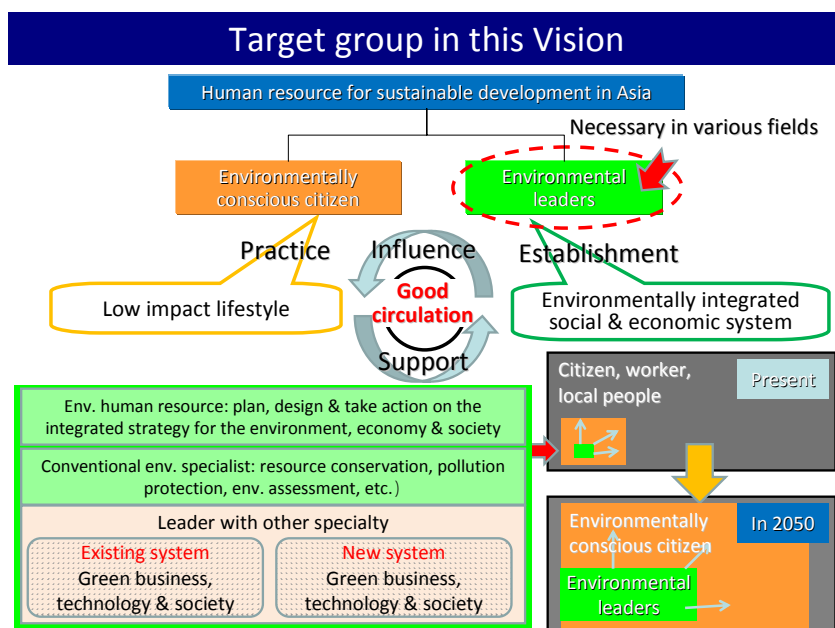 Target group in this Vision
Human resource for sustainable development in Asia
Necessary in various fields
Environmentally
conscious citizen
Environmental
leaders
Practice
Influence
Establishment
Low impact lifestyle
Good
circulation
Environmentally integrated
social & economic system
Support
Citizen, worker,
local people
Present
Env. human resource: plan, design & take action on the
integrated strategy for the environment, economy & society
Conventional env. specialist: resource conservation, pollution
protection, env. assessment, etc.)
Leader with other specialty
Existing system
Green business,
technology & society
New system
Green business,
technology & society
Environmentally
conscious citizen
In 2050
Environmental
leaders